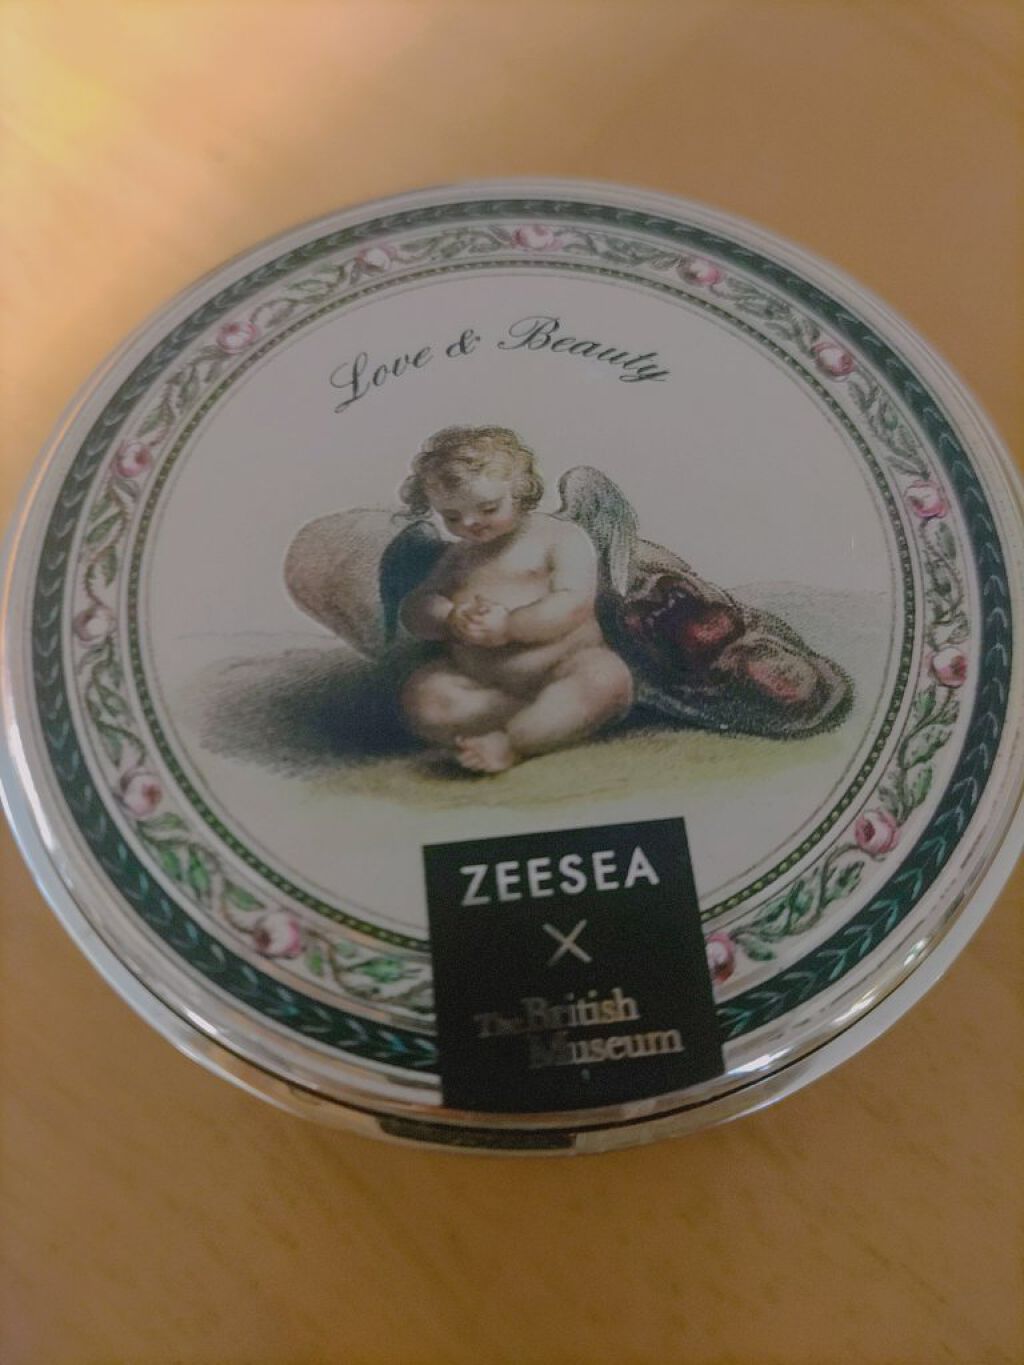 Love & Beauty
ZEESEA
X
The British
Museum